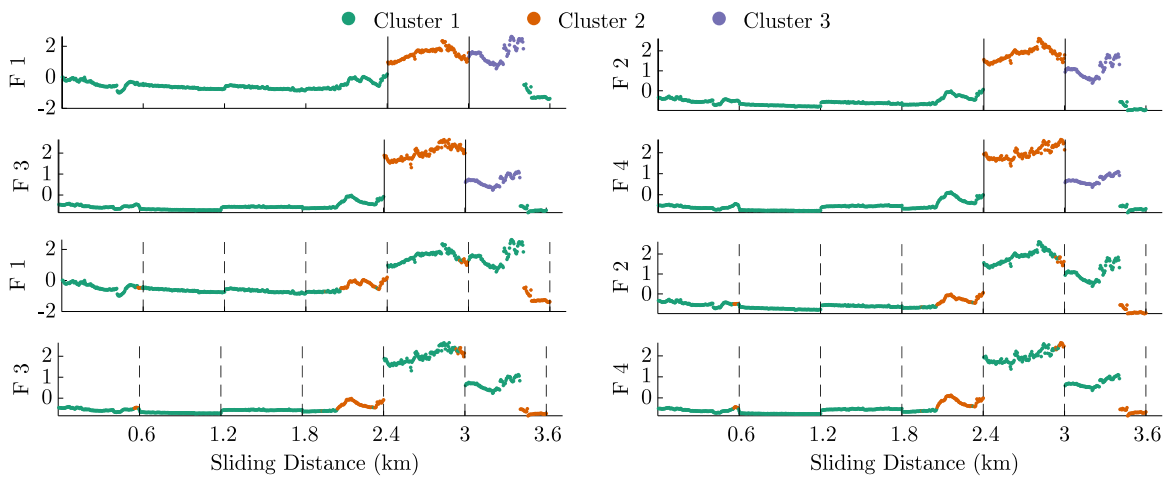 Cluster 1 Cluster 2 Cluster 3
F 1 2 0 -2
F 2 2 1 0
F 3 2 1 0
F 4 2 1 0
F 1 2 0 -2
F 2 2 1 0
F 3 2 1 0
F 4 2 1 0
0.6 1.2 1.8 2.4 3 3.6
0.6 1.2 1.8 2.4 3 3.6
Sliding Distance (km)
Sliding Distance (km)